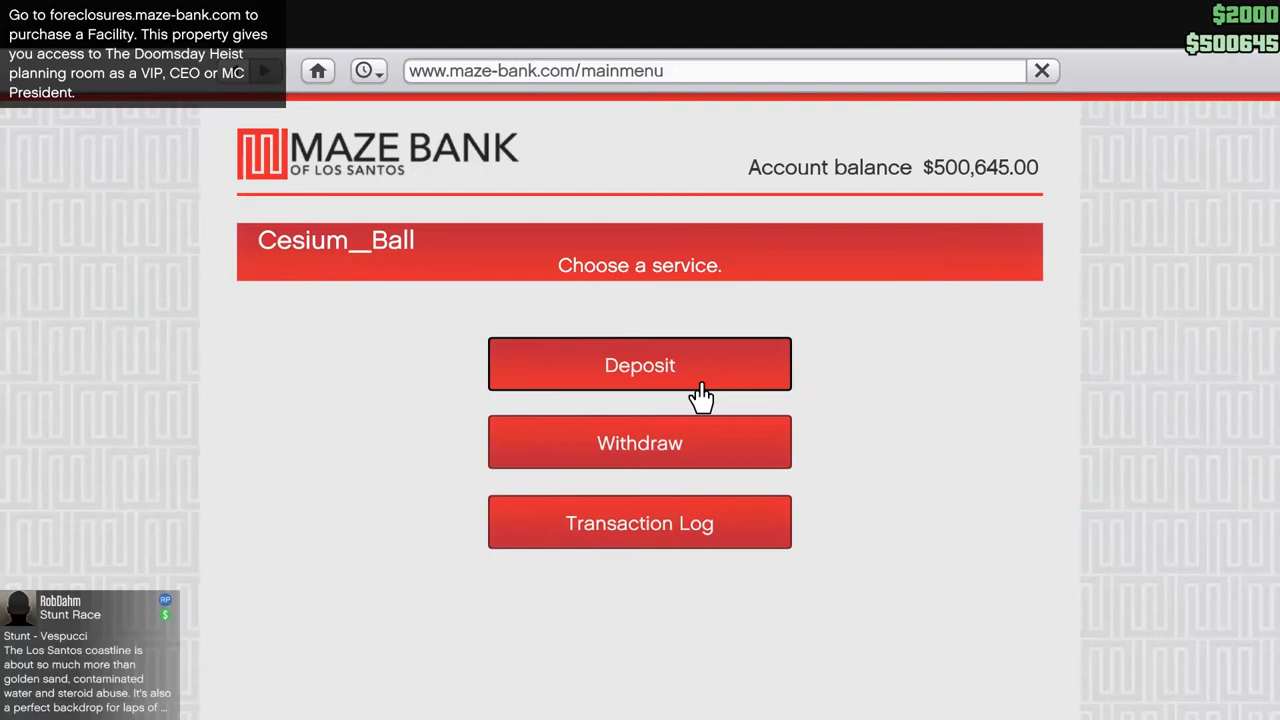 Go to foreclosures.maze-bank.com to
purchase a Facility. This property gives
you access to The Doomsday Heist
planning room as a VIP, CEO or MC
President.
$2000
$500645
www.maze-bank.com/mainmenu
MAZE BANK
OF LOS SANTOS
Account balance $500,645.00
Cesium__Ball
Choose a service.
Deposit
Withdraw
Transaction Log
RobDahm
RP
Stunt Race
$
Stunt - Vespucci
The Los Santos coastline is
about so much more than
golden sand, contaminated
water and steroid abuse. It's also
a perfect backdrop for laps of ...